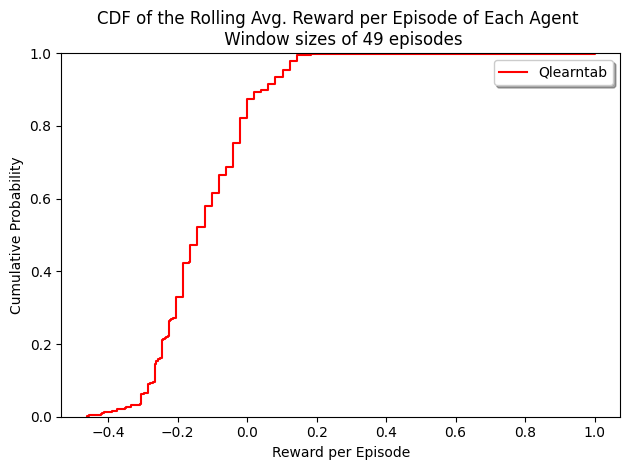 CDF of the Rolling Avg. Reward per Episode of Each Agent
Window sizes of 49 episodes
Qlearntab
Cumulative Probability
1.0
0.8
0.6
0.4
0.2
0.0
−0.4 −0.2 0.0 0.2 0.4 0.6 0.8 1.0
Reward per Episode